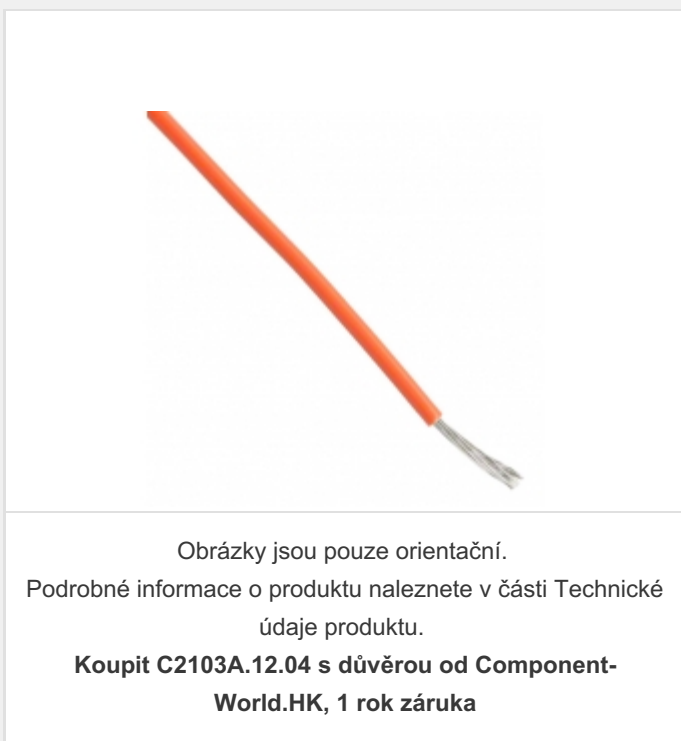 Obrázky jsou pouze orientační.
Podrobné informace o produktu naleznete v části Technické
údaje produktu.
Koupit C2103A.12.04 s důvěrou od Component-
World.HK, 1 rok záruka